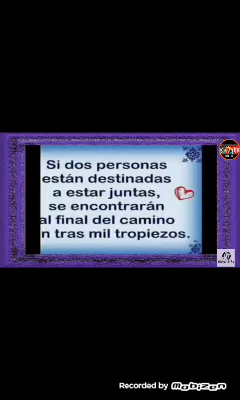 Si dos personas
están destinadas
a estar juntas,
se encontrarán
al final del camino
n tras mil tropiezos.
Recorded by Mobizen